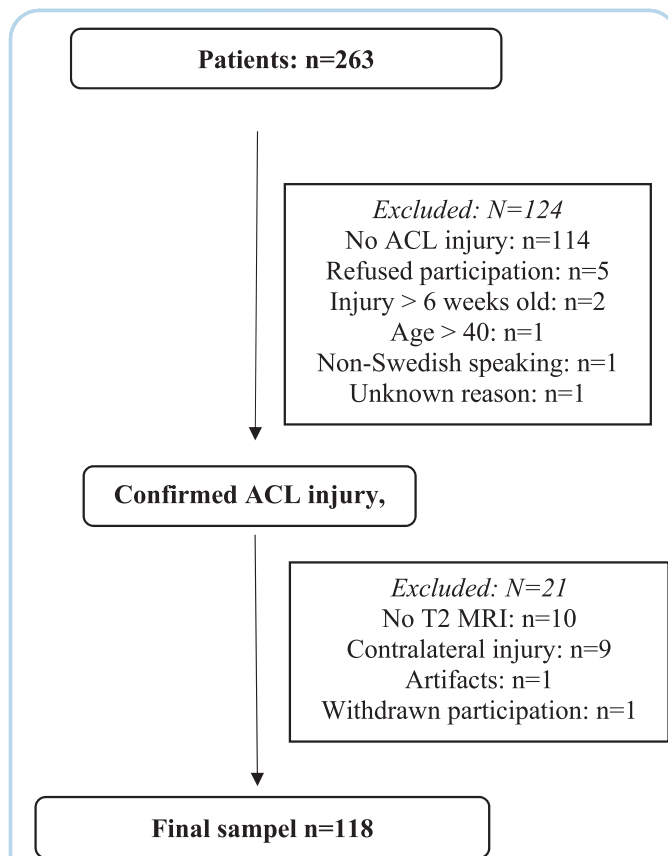 Patients: n=263
Excluded: N=124
No ACL injury: n=114
Refused participation: n=5
Injury > 6 weeks old: n=2
Age > 40: n=1
Non-Swedish speaking: n=1
Unknown reason: n=1
Confirmed ACL injury,
Excluded: N=21
No T2 MRI: n=10
Contralateral injury: n=9
Artifacts: n=1
Withdrawn participation: n=1
Final sampel n=118